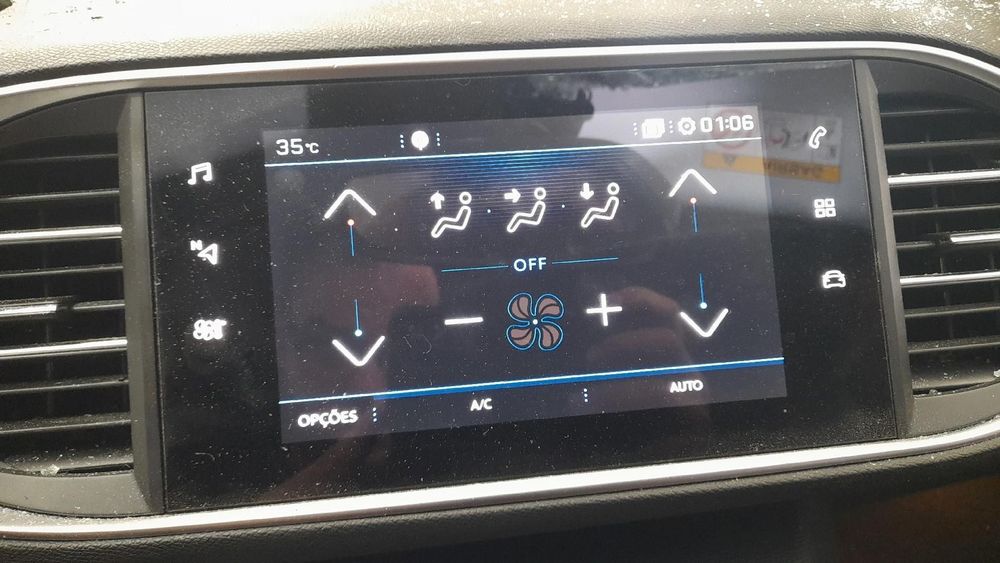 35°C
01:06
N
OFF
OPÇÕES
A/C
AUTO